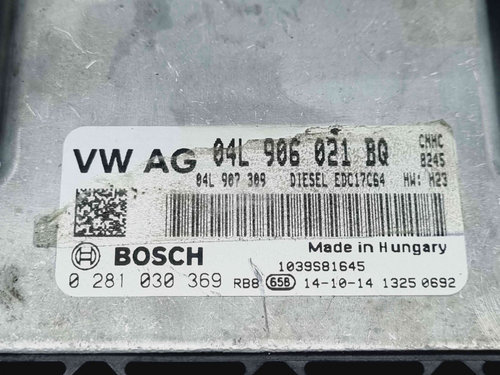 VW AG 04L 906 021 BQ CMMC
8245
04L 907 309 DIESEL EDC17C64 HW: H23
BOSCH Made in Hungary
1039S81645
0 281 030 369 RB8 658 14-10-14 1325 0692